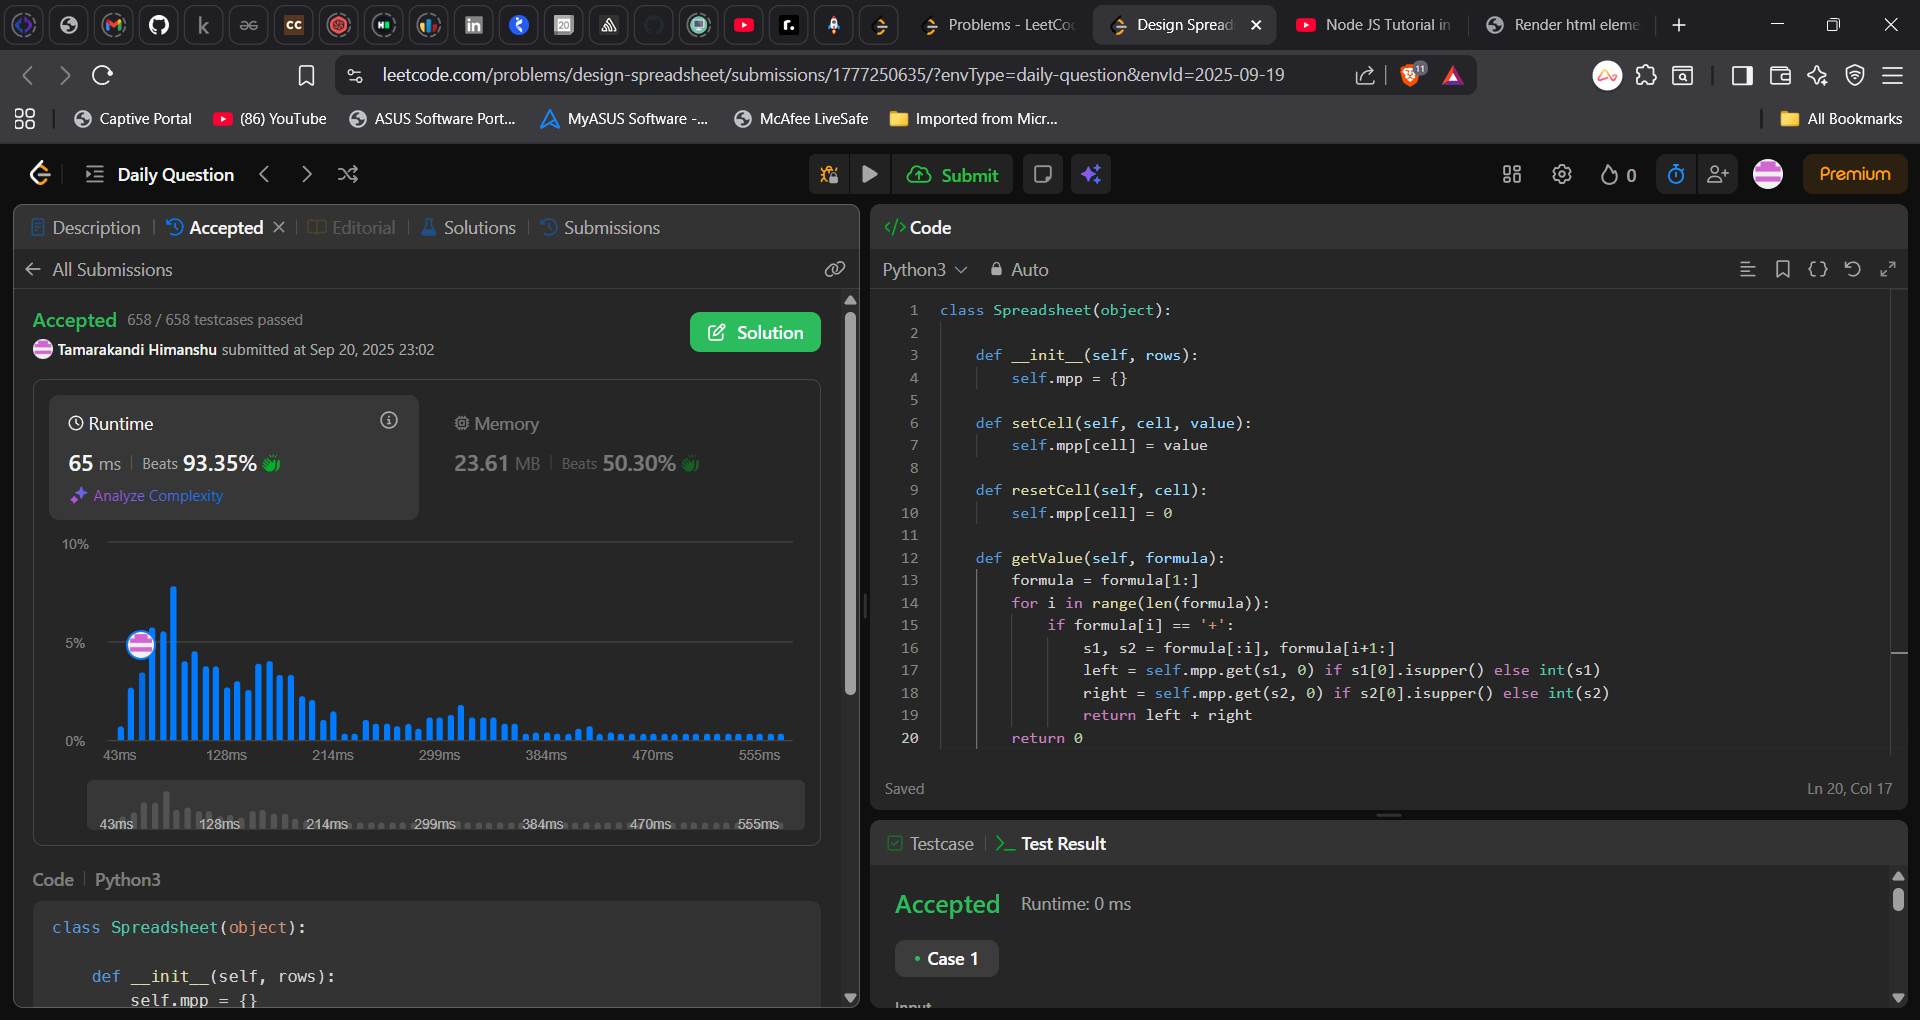 Problems - LeetCo
Design Spread
Node JS Tutorial in
Render html eleme
leetcode.com/problems/design-spreadsheet/submissions/1777250635/?envType=daily-question&envId=2025-09-19
11
Captive Portal
(86) YouTube
ASUS Software Port...
MyASUS Software -...
McAfee LiveSafe
Imported from Micr...
All Bookmarks
Daily Question
Submit
0
Premium
Description
Accepted
Editorial
Solutions
Submissions
All Submissions
Accepted 658 / 658 testcases passed
Tamarakandi Himanshu submitted at Sep 20, 2025 23:02
Solution
Runtime
65 ms Beats 93.35%
Analyze Complexity
Memory
23.61 MB Beats 50.30%
10%
5%
0%
43ms 128ms 214ms 299ms 384ms 470ms 555ms
43ms 128ms 214ms 299ms 384ms 470ms 555ms
Code Python3
class Spreadsheet(object):
def __init__(self, rows):
self.mpp = {}
</> Code
Python3 Auto
1 class Spreadsheet(object):
2
3 def __init__(self, rows):
4 self.mpp = {}
5
6 def setCell(self, cell, value):
7 self.mpp[cell] = value
8
9 def resetCell(self, cell):
10 self.mpp[cell] = 0
11
12 def getValue(self, formula):
13 formula = formula[1:]
14 for i in range(len(formula)):
15 if formula[i] == '+':
16 s1, s2 = formula[:i], formula[i+1:]
17 left = self.mpp.get(s1, 0) if s1[0].isupper() else int(s1)
18 right = self.mpp.get(s2, 0) if s2[0].isupper() else int(s2)
19 return left + right
20 return 0
Saved
Ln 20, Col 17
Testcase
Test Result
Accepted Runtime: 0 ms
Case 1
Input